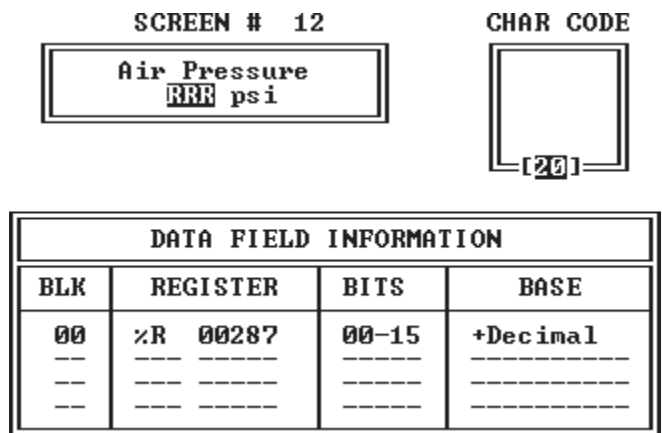 SCREEN # 12
CHAR CODE
Air Pressure
RRR psi
[20]
DATA FIELD INFORMATION
BLK REGISTER BITS BASE
00 %R 00287 00-15 +Decimal
-- --- ----- ----- ----------
-- --- ----- ----- ----------
-- --- ----- ----- ----------